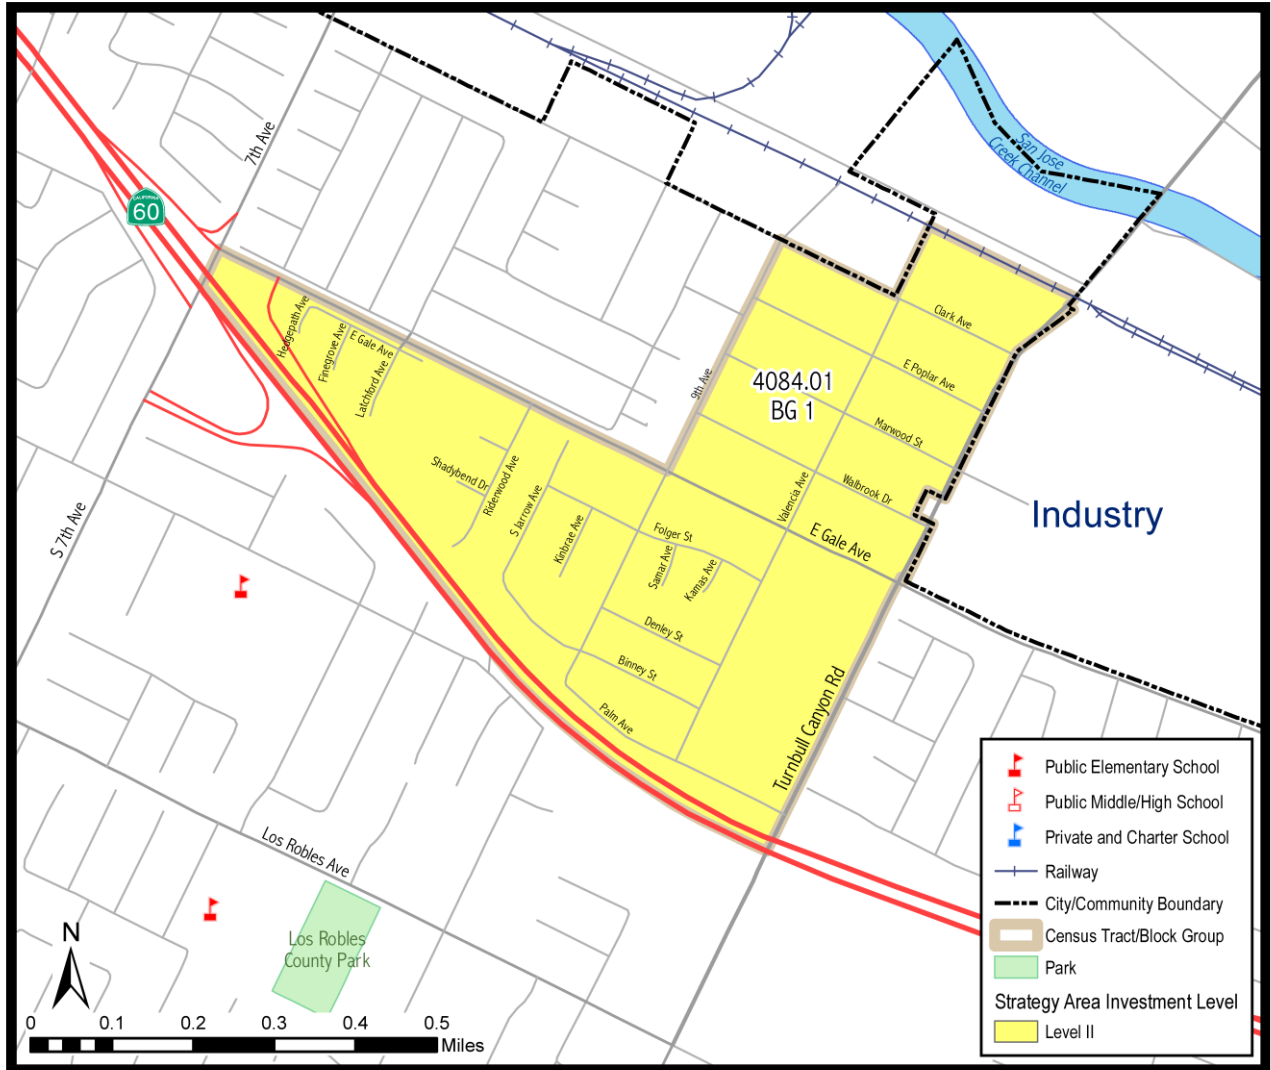 7th Ave
San Jose
Creek Channel
CALIFORNIA
60
Hedgepath Ave
Finegrove Ave
E Gale Ave
Latchford Ave
Clark Ave
E Poplar Ave
9th Ave
4084.01
BG 1
Marwood St
Walbrook Dr
Valencia Ave
E Gale Ave
Industry
Shadybend Dr
Riderwood Ave
S Jarrow Ave
Kinbrae Ave
Folger St
Samar Ave
Kamas Ave
S 7th Ave
Denley St
Binney St
Palm Ave
Turnbull Canyon Rd
Los Robles Ave
Los Robles
County Park
N
0 0.1 0.2 0.3 0.4 0.5
Miles
Public Elementary School
Public Middle/High School
Private and Charter School
Railway
City/Community Boundary
Census Tract/Block Group
Park
Strategy Area Investment Level
Level II